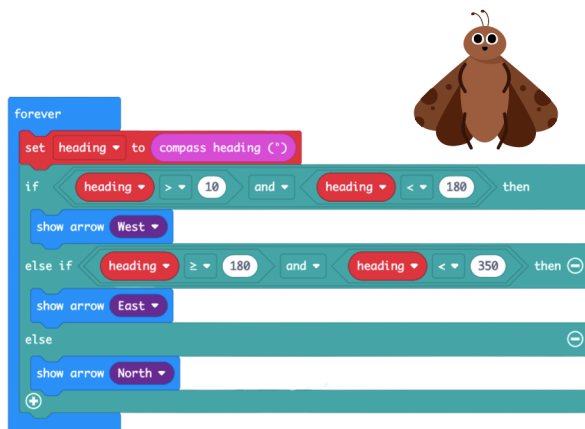 forever
set heading to compass heading (°)
if heading > 10 and heading < 180 then
show arrow West
else if heading ≥ 180 and heading < 350 then
show arrow East
else
show arrow North